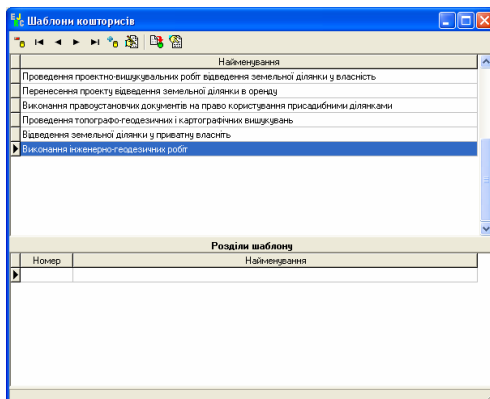 Шаблони кошторисів
Найменування
Проведення проектно-вишукувальних робіт відведення земельної ділянки у власність
Перенесення проекту відведення земельної ділянки в оренду
Виконання правоустановчих документів на право користування присадибними ділянками
Проведення топографо-геодезичних і картографічних вишукувань
Відведення земельної ділянки у приватну власніть
Виконання інженерно-геодезичних робіт
Розділи шаблону
Номер Найменування